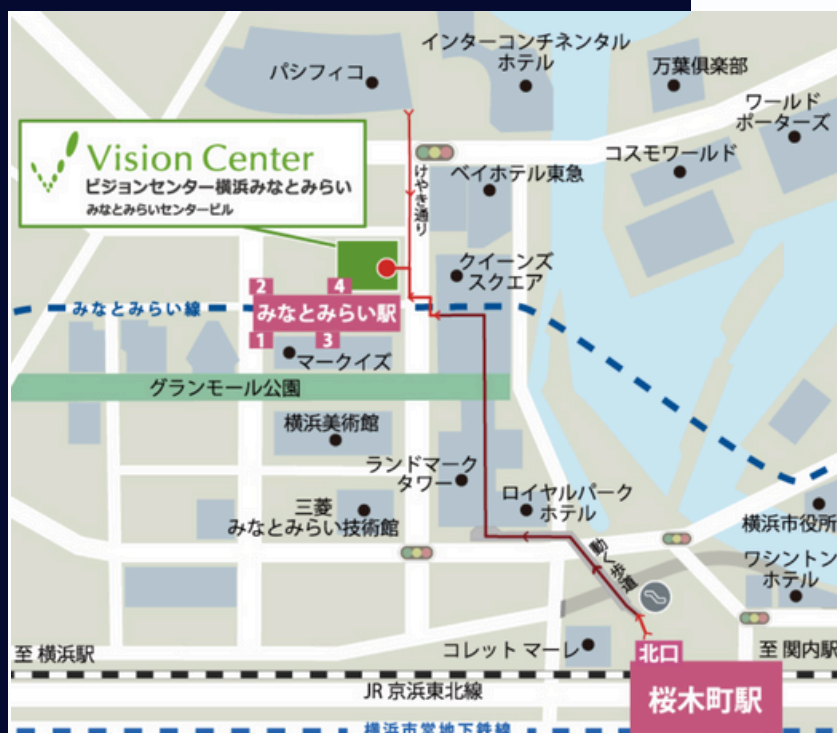 パシフィコ
インターコンチネンタル
ホテル
万葉倶楽部
ワールド
ポーターズ
Vision Center
ビジョンセンター横浜みなとみらい
みなとみらいセンタービル
けやき通り
ベイホテル東急
コスモワールド
クイーンズ
スクエア
2
4
みなとみらい線
みなとみらい駅
1
3
マークイズ
グランモール公園
横浜美術館
ランドマーク
タワー
ロイヤルパーク
ホテル
三菱
みなとみらい技術館
横浜市役所
動く歩道
ワシントン
ホテル
コレット マーレ
北口
至 横浜駅
至 関内駅
JR 京浜東北線
桜木町駅
横浜市営地下鉄線